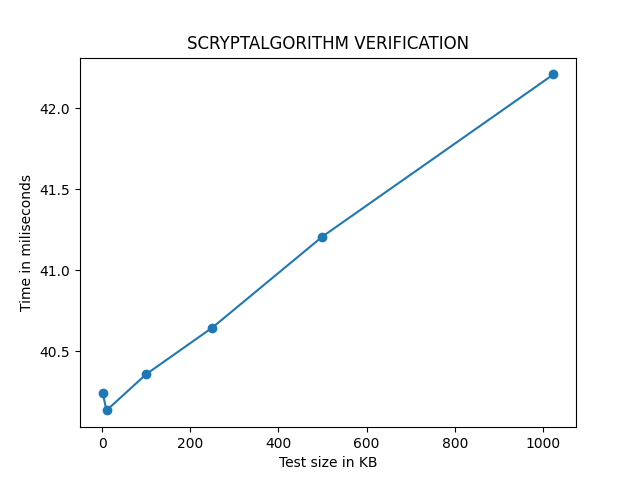 SCRYPTALGORITHM VERIFICATION
42.0
41.5
41.0
40.5
Time in miliseconds
0 200 400 600 800 1000
Test size in KB